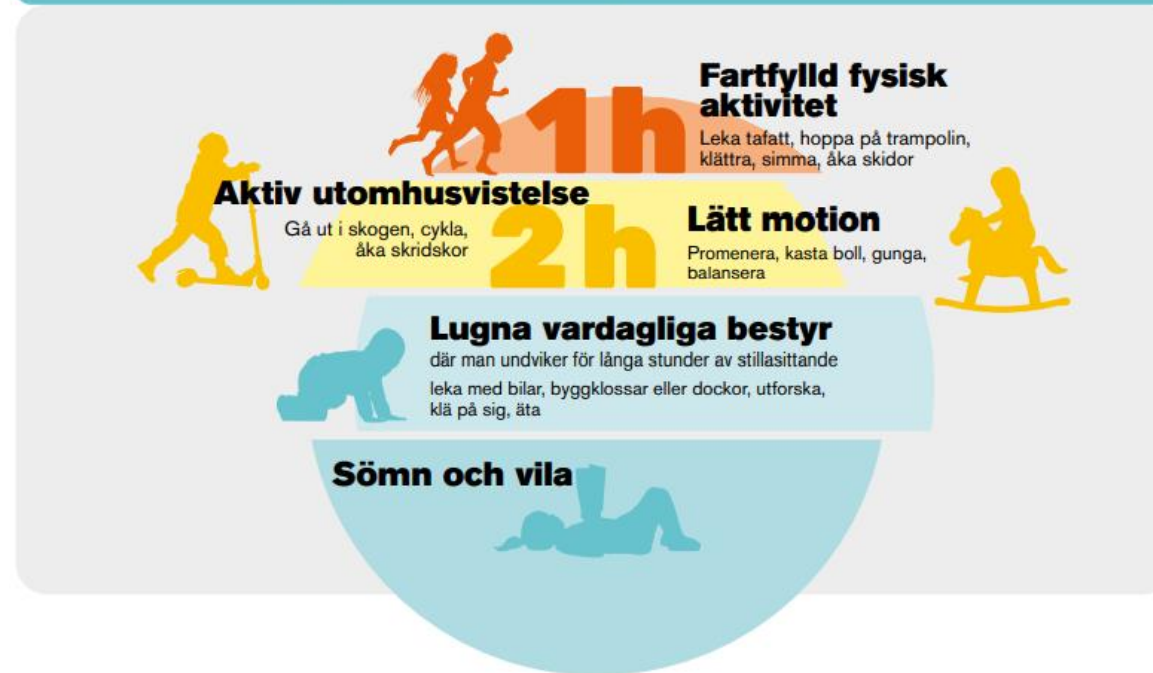 1h
Fartfylld fysisk
aktivitet
Leka tafatt, hoppa på trampolin,
klättra, simma, åka skidor
Aktiv utomhusvistelse
Gå ut i skogen, cykla,
åka skridskor
2h
Lätt motion
Promenera, kasta boll, gunga,
balansera
Lugna vardagliga bestyr
där man undviker för långa stunder av stillasittande
leka med bilar, byggklossar eller dockor, utforska,
klä på sig, äta
Sömn och vila